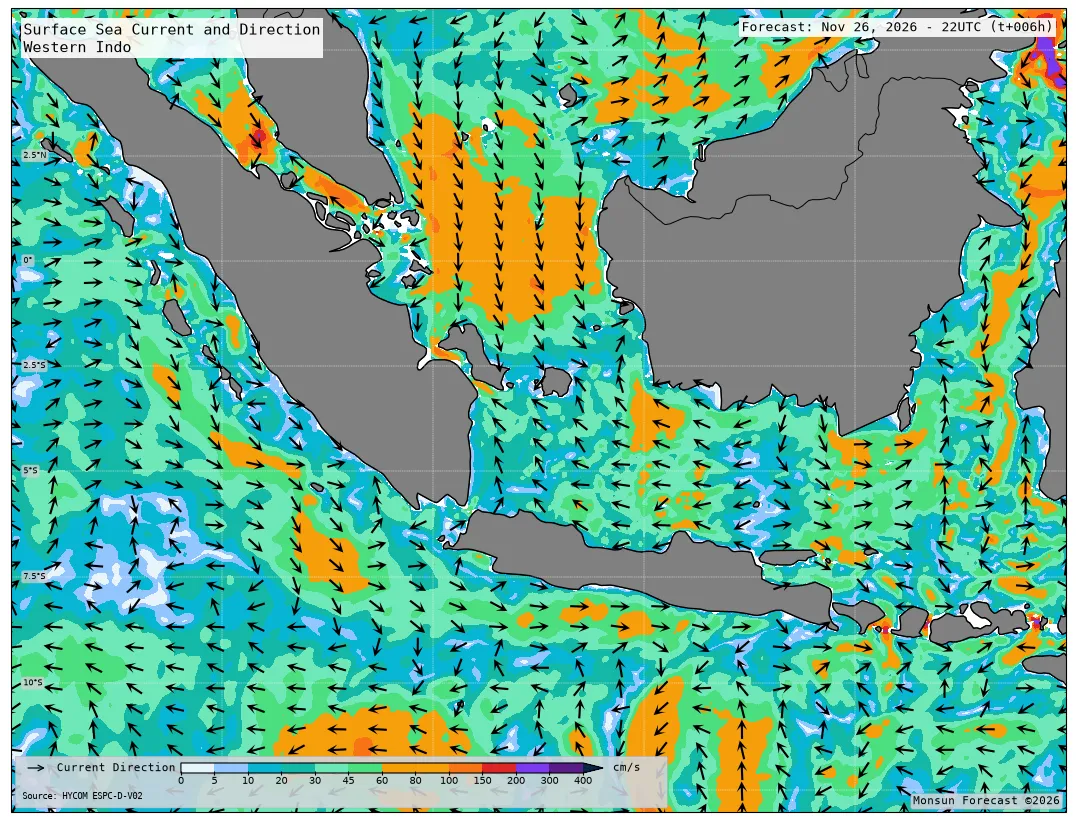 Surface Sea Current and Direction
Western Indo
Forecast: Nov 26, 2026 - 22UTC (t+006h)
2.5°N
0°
2.5°S
5°S
7.5°S
10°S
Current Direction
0 5 10 20 30 45 60 80 100 150 200 300 400
cm/s
Source: HYCOM ESPC-D-V02
Monsun Forecast ©2026